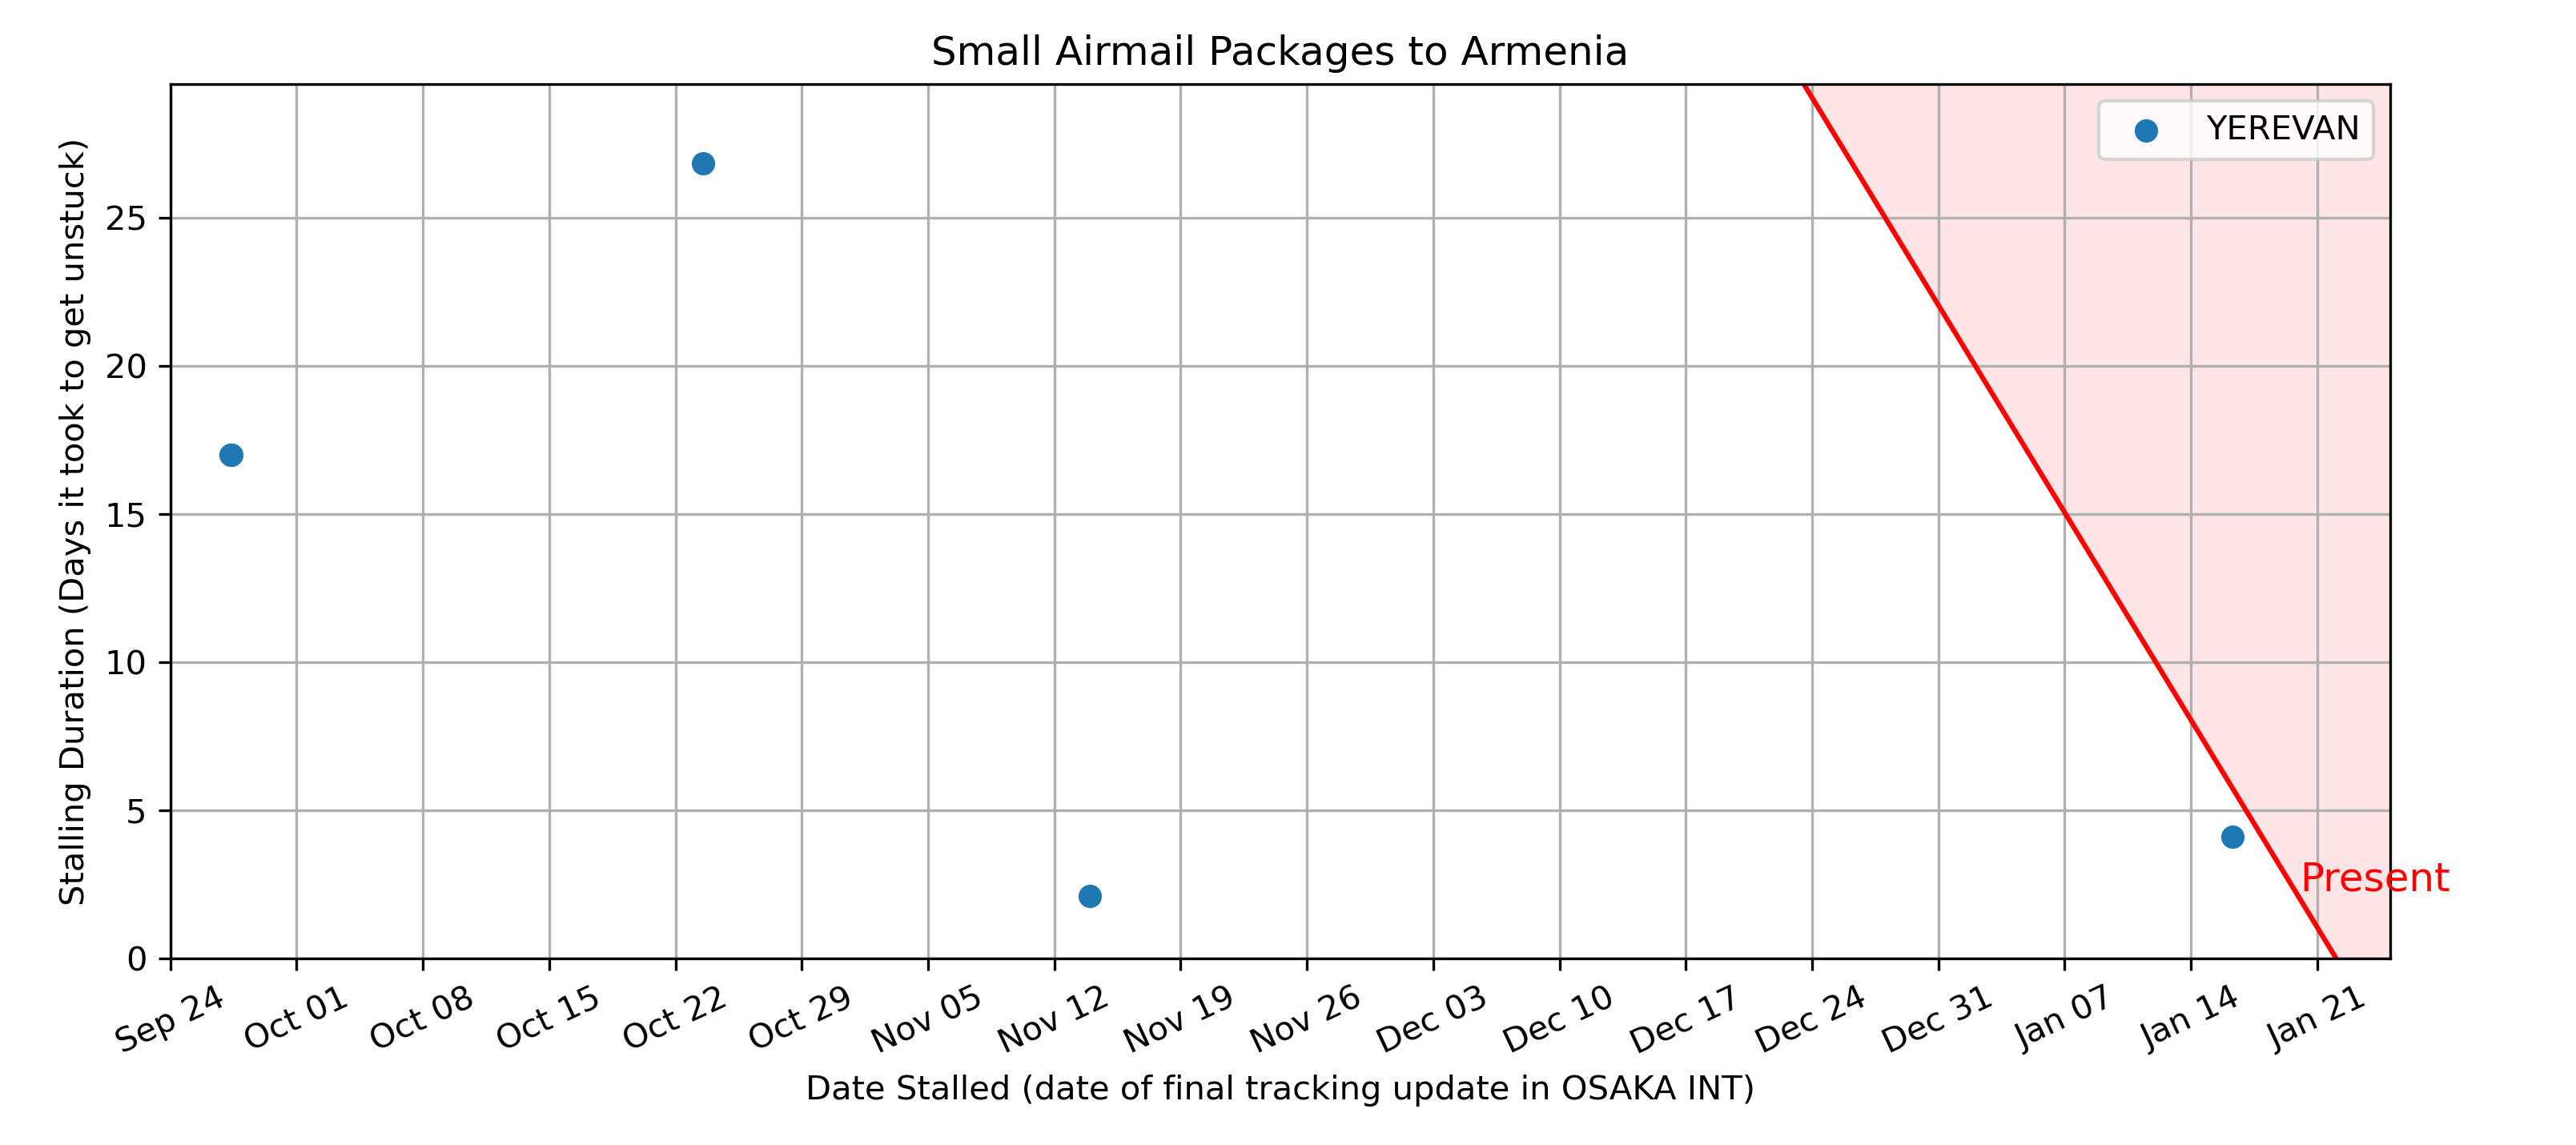 Small Airmail Packages to Armenia
YEREVAN
Stalling Duration (Days it took to get unstuck)
25
20
15
10
5
0
Present
Sep 24
Oct 01
Oct 08
Oct 15
Oct 22
Oct 29
Nov 05
Nov 12
Nov 19
Nov 26
Dec 03
Dec 10
Dec 17
Dec 24
Dec 31
Jan 07
Jan 14
Jan 21
Date Stalled (date of final tracking update in OSAKA INT)